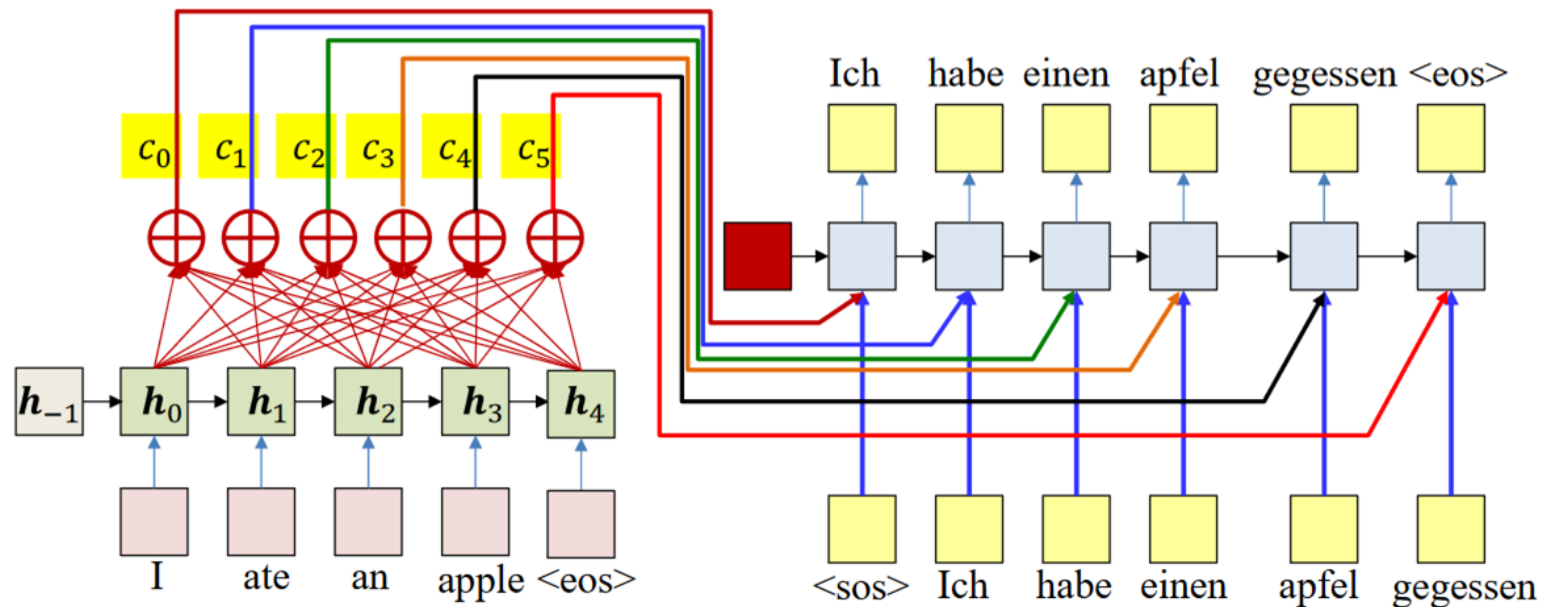 Ich habe einen apfel gegessen <eos>
c₀ c₁ c₂ c₃ c₄ c₅
h₋₁ h₀ h₁ h₂ h₃ h₄
I ate an apple <eos>
<sos> Ich habe einen apfel gegessen